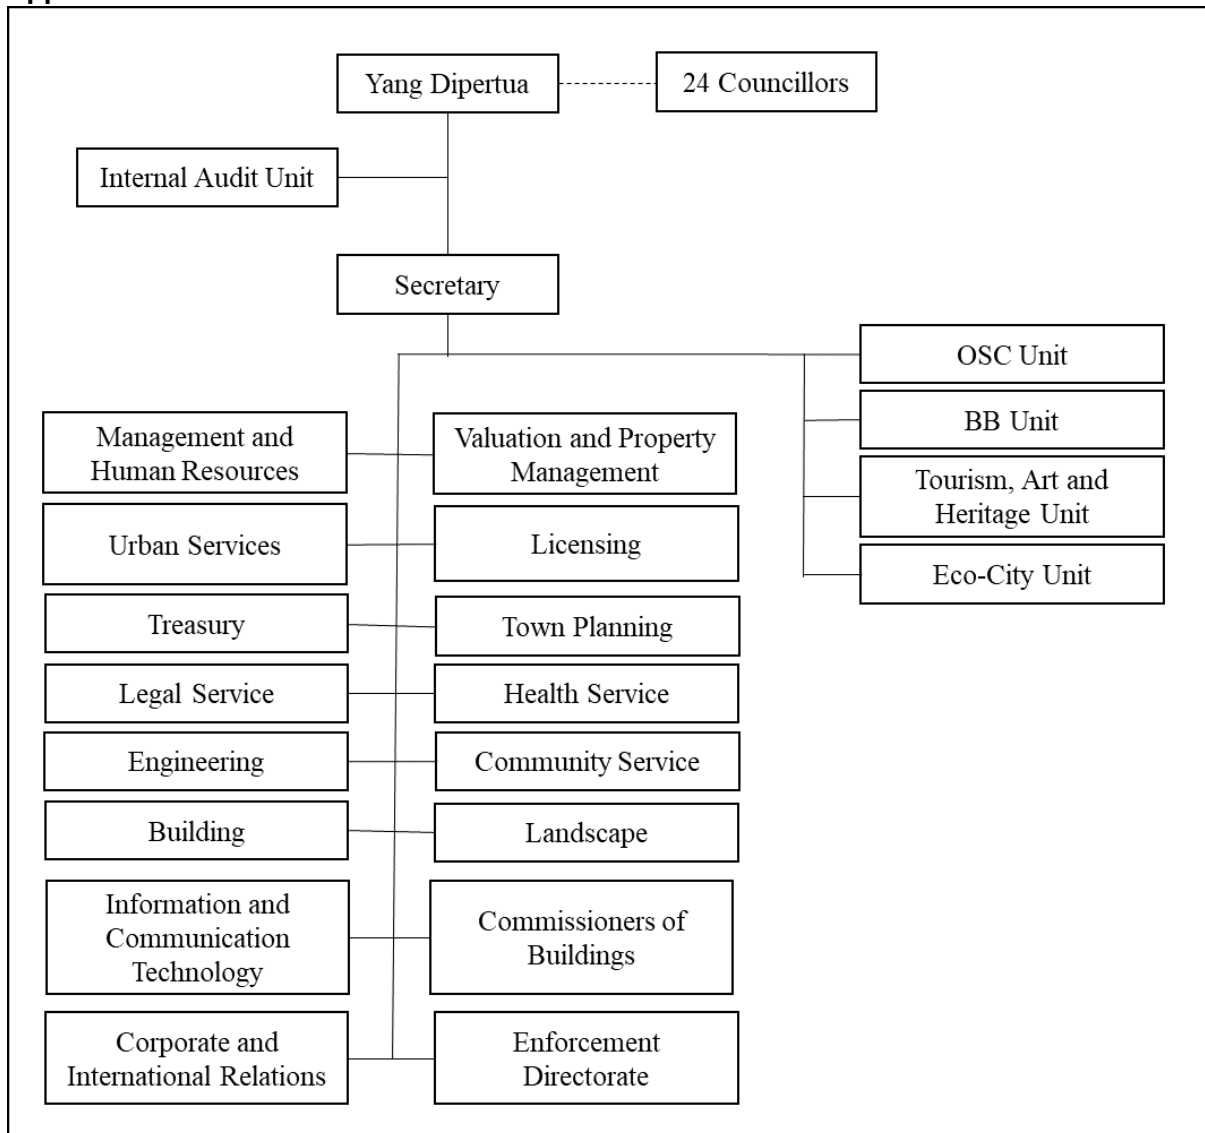 Yang Dipertua
24 Councillors
Internal Audit Unit
Secretary
OSC Unit
BB Unit
Tourism, Art and
Heritage Unit
Eco-City Unit
Management and
Human Resources
Valuation and Property
Management
Urban Services
Licensing
Treasury
Town Planning
Legal Service
Health Service
Engineering
Community Service
Building
Landscape
Information and
Communication
Technology
Commissioners of
Buildings
Corporate and
International Relations
Enforcement
Directorate